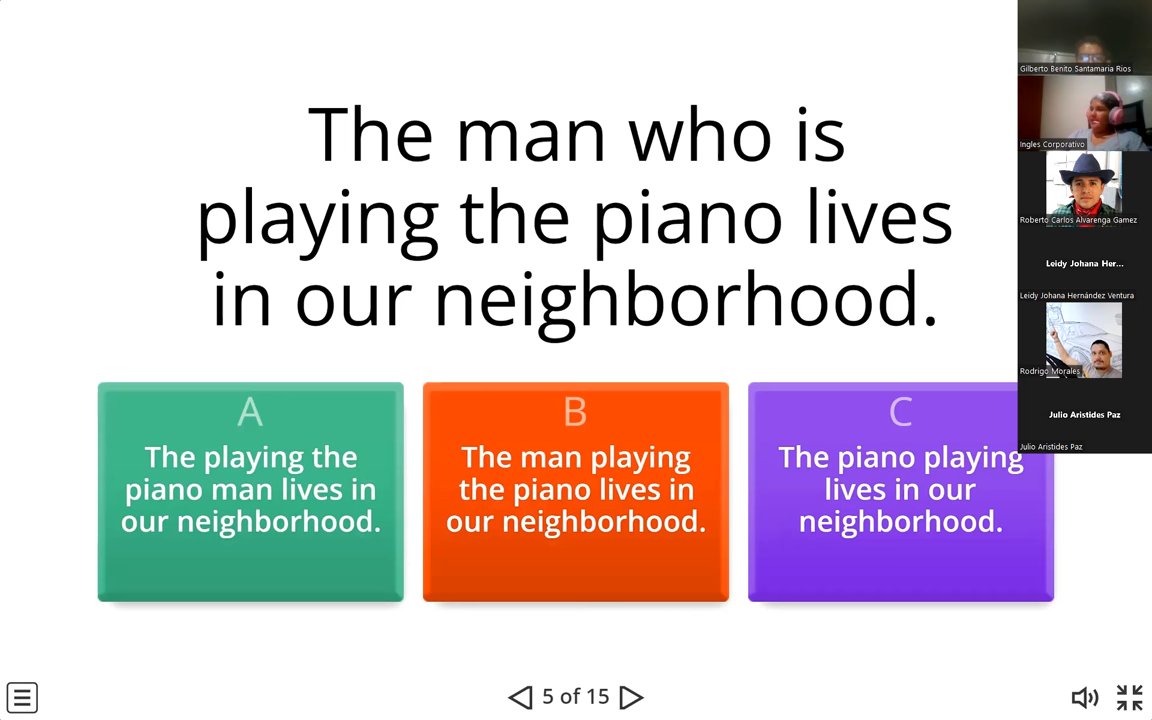 The man who is
playing the piano lives
in our neighborhood.
A
The playing the
piano man lives in
our neighborhood.
B
The man playing
the piano lives in
our neighborhood.
C
The piano playing
lives in our
neighborhood.
5 of 15
Gilberto Benito Santamaria Rios
Ingles Corporativo
Roberto Carlos Alvarenga Gamez
Leidy Johana Her...
Leidy Johana Hernández Ventura
Rodrigo Morales
Julio Aristides Paz
Julio Aristides Paz